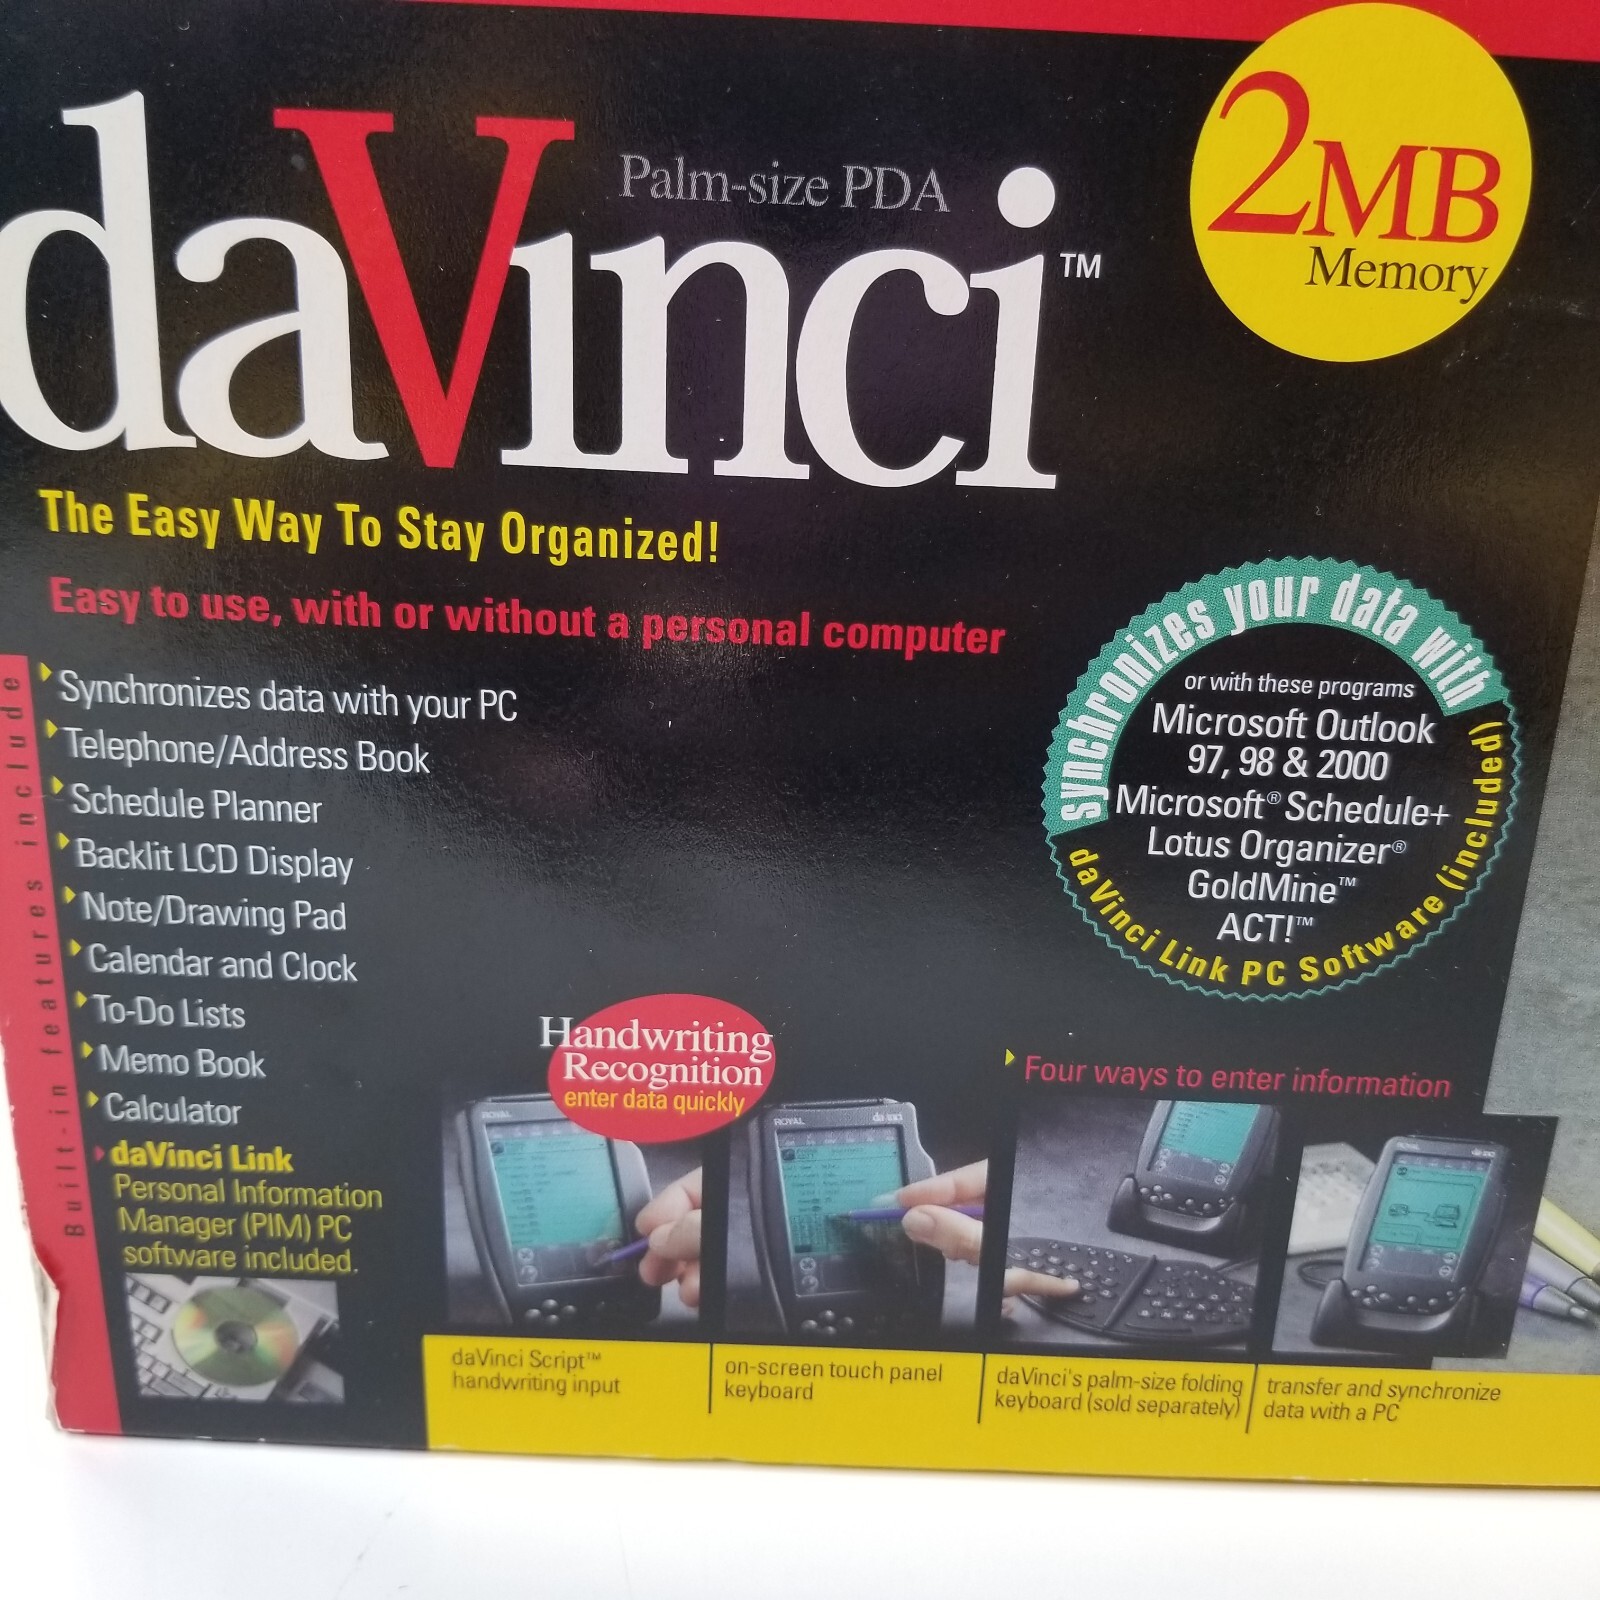 Palm-size PDA
daVinci™
2MB
Memory
The Easy Way To Stay Organized!
Easy to use, with or without a personal computer
Built-in features include
Synchronizes data with your PC
Telephone/Address Book
Schedule Planner
Backlit LCD Display
Note/Drawing Pad
Calendar and Clock
To-Do Lists
Memo Book
Calculator
daVinci Link
Personal Information
Manager (PIM) PC
software included.
synchronizes your data with
daVinci Link PC Software (included)
or with these programs
Microsoft Outlook
97, 98 & 2000
Microsoft® Schedule+
Lotus Organizer®
GoldMine™
ACT!™
Handwriting
Recognition
enter data quickly
Four ways to enter information
ROYAL
ROYAL
daVinci
ROYAL
daVinci
daVinci Script™
handwriting input
on-screen touch panel
keyboard
daVinci's palm-size folding
keyboard (sold separately)
transfer and synchronize
data with a PC